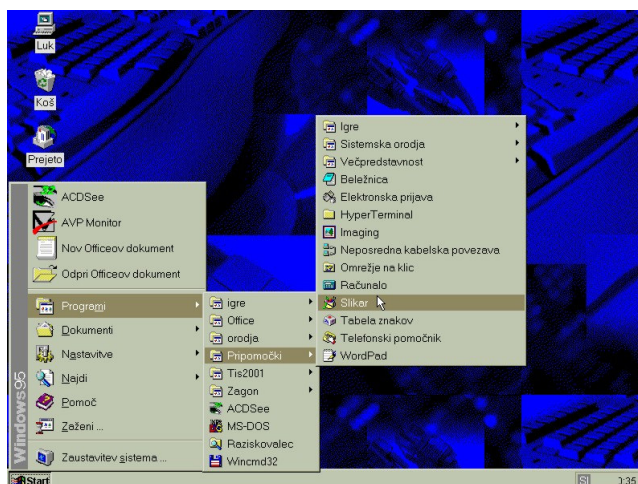 Luk
Koš
Prejeto
ACDSee
AVP Monitor
Nov Officeov dokument
Odpri Officeov dokument
Programi
Dokumenti
Nastavitve
Najdi
Pomoč
Zaženi ...
Zaustavitev sistema ...
Windows95
igre
Office
orodja
Pripomočki
Tis2001
Zagon
ACDSee
MS-DOS
Raziskovalec
Wincmd32
Igre
Sistemska orodja
Večpredstavnost
Beležnica
Elektronska prijava
HyperTerminal
Imaging
Neposredna kabelska povezava
Omrežje na klic
Računalo
Slikar
Tabela znakov
Telefonski pomočnik
WordPad
Start
Sl
1:35